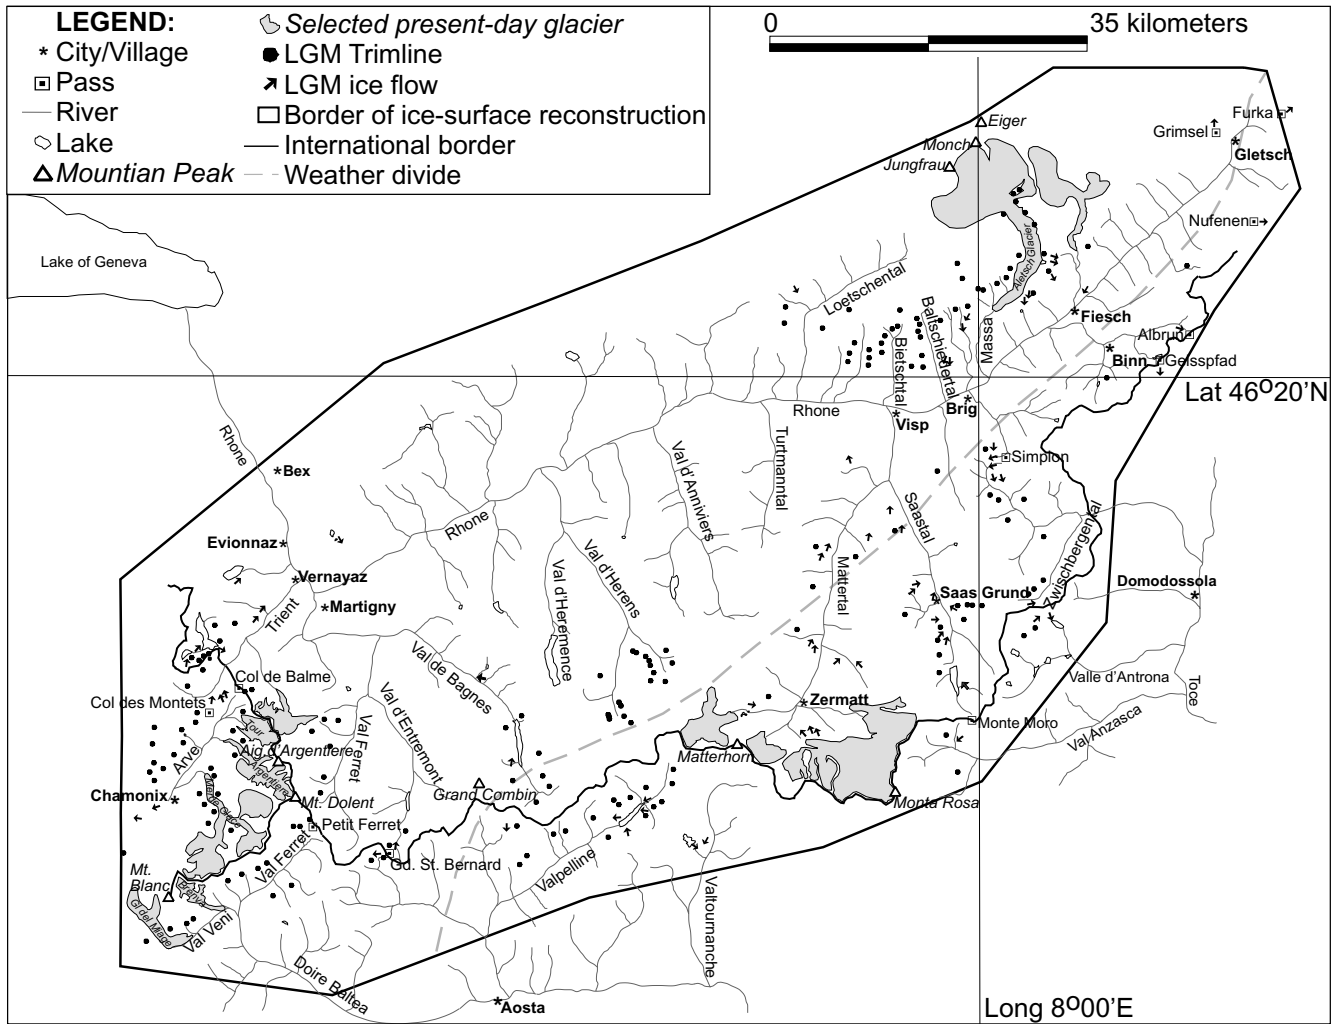 LEGEND:
City/Village
Pass
River
Lake
Mountian Peak
Selected present-day glacier
LGM Trimline
LGM ice flow
Border of ice-surface reconstruction
International border
Weather divide
0
35 kilometers
Eiger
Monch
Jungfrau
Grimsel
Furka
Gletsch
Nufenen
Lake of Geneva
Aletsch Glacier
Loetschental
Baltschiedertal
Bietschtal
Massa
Fiesch
Albrun
Binn
Geisspfad
Lat 46°20'N
Rhone
Visp
Brig
Rhone
Bex
Turtmanntal
Val d'Anniviers
Simplon
Saastal
Rhone
Evionnaz
Vernayaz
Martigny
Trient
Val d'Heremence
Val d'Herens
Mattertal
Saas Grund
Zwischbergental
Domodossola
Col de Balme
Col des Montets
Val de Bagnes
Val d'Entremont
Val Ferret
Zermatt
Valle d'Antrona
Toce
Monte Moro
Val Anzasca
Tour
Arve
Aig d'Argentiere
Argentiere
Matterhorn
Chamonix
Mt. Dolent
Grand Combin
Monta Rosa
Petit Ferret
Val Ferret
Gd. St. Bernard
Valpelline
Mt.
Blanc
Gl del Miage
Val Veni
Valtournanche
Doire Baltea
Aosta
Long 8°00'E